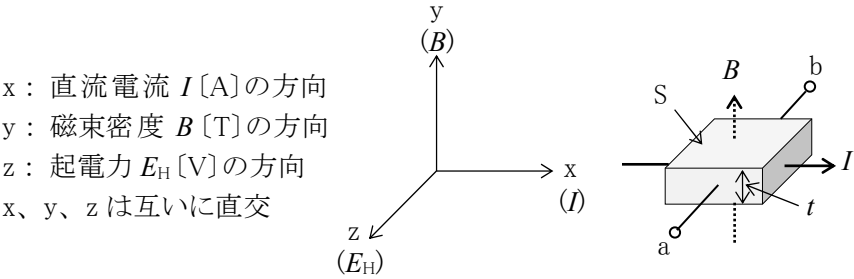 x : 直流電流 I〔A〕の方向
y : 磁束密度 B〔T〕の方向
z : 起電力 EH〔V〕の方向
x、y、z は互いに直交
y
(B)
x
(I)
z
(EH)
B
b
S
I
t
a